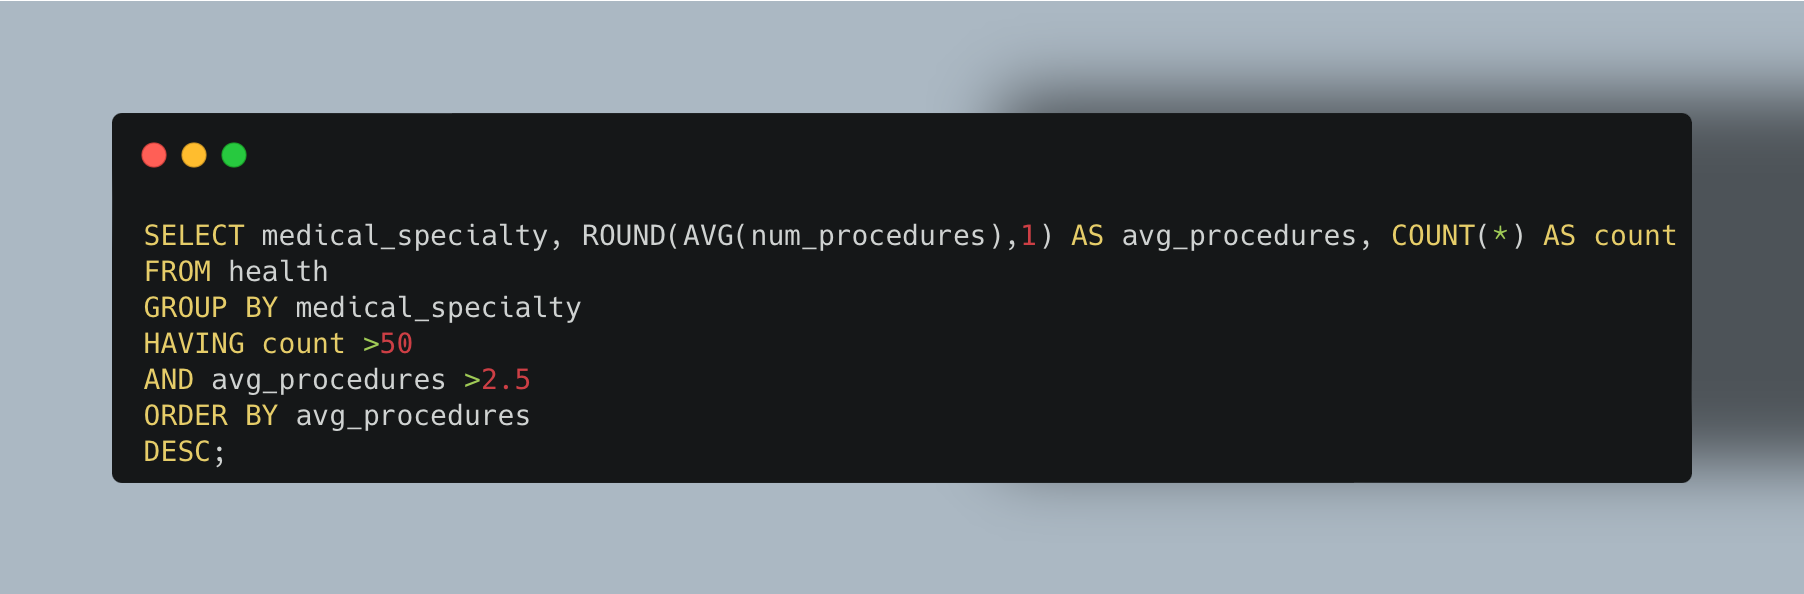 SELECT medical_specialty, ROUND(AVG(num_procedures),1) AS avg_procedures, COUNT(*) AS count
FROM health
GROUP BY medical_specialty
HAVING count >50
AND avg_procedures >2.5
ORDER BY avg_procedures
DESC;